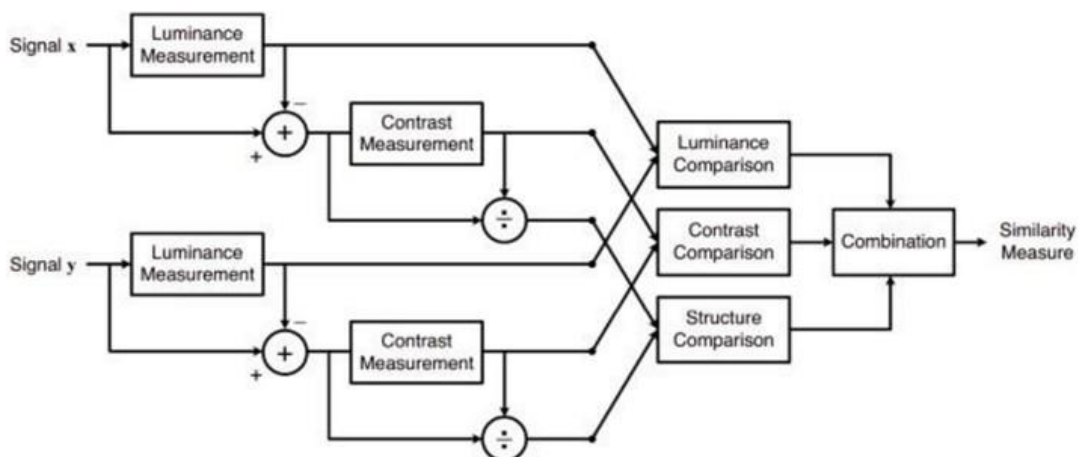 Signal x
Luminance
Measurement
−
+
+
Contrast
Measurement
÷
Signal y
Luminance
Measurement
−
+
+
Contrast
Measurement
÷
Luminance
Comparison
Contrast
Comparison
Structure
Comparison
Combination
Similarity
Measure